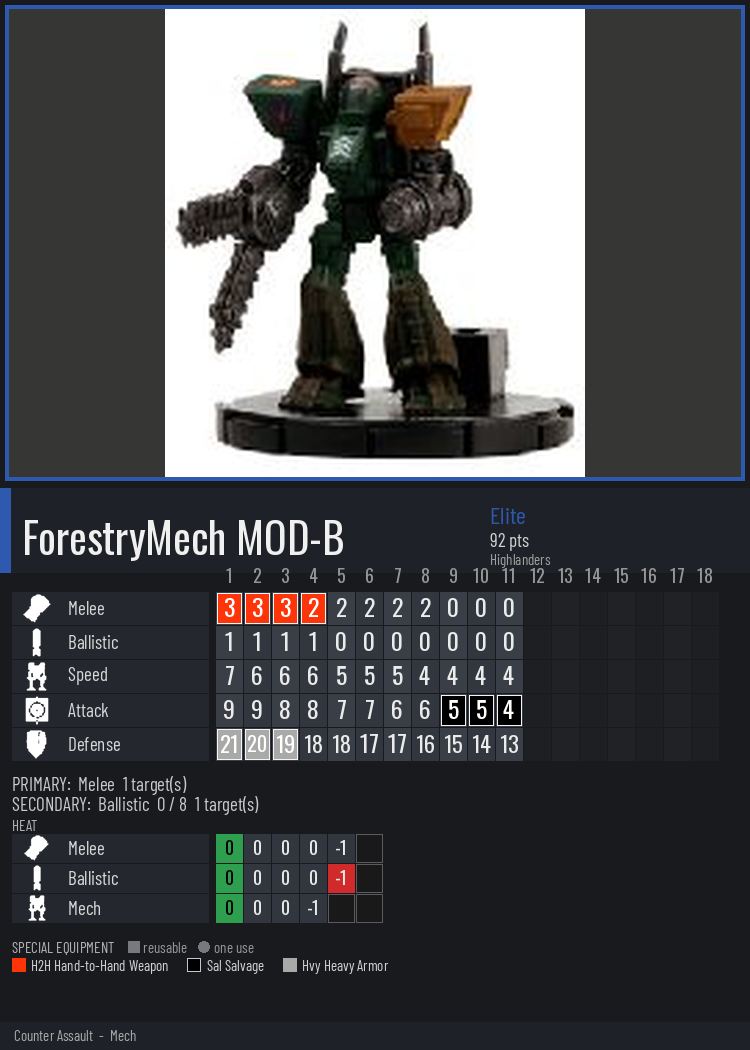 ForestryMech MOD-B
Elite
92 pts
Highlanders
1 2 3 4 5 6 7 8 9 10 11 12 13 14 15 16 17 18
Melee 3 3 3 2 2 2 2 2 0 0 0
Ballistic 1 1 1 1 0 0 0 0 0 0 0
Speed 7 6 6 6 5 5 5 4 4 4 4
Attack 9 9 8 8 7 7 6 6 5 5 4
Defense 21 20 19 18 18 17 17 16 15 14 13
PRIMARY: Melee 1 target(s)
SECONDARY: Ballistic 0 / 8 1 target(s)
HEAT
Melee 0 0 0 0 -1
Ballistic 0 0 0 0 -1
Mech 0 0 0 -1
SPECIAL EQUIPMENT reusable one use
H2H Hand-to-Hand Weapon Sal Salvage Hvy Heavy Armor
Counter Assault - Mech